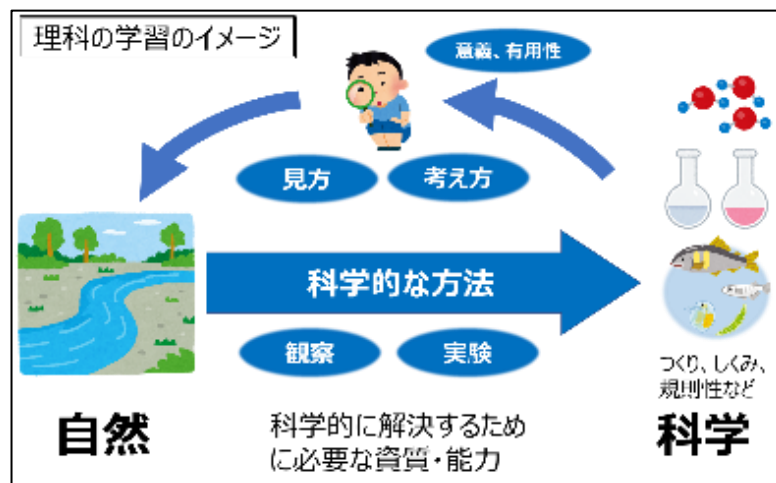 理科の学習のイメージ
意義、有用性
見方
考え方
科学的な方法
観察
実験
つくり、しくみ、
規則性など
自然
科学的に解決するため
に必要な資質・能力
科学